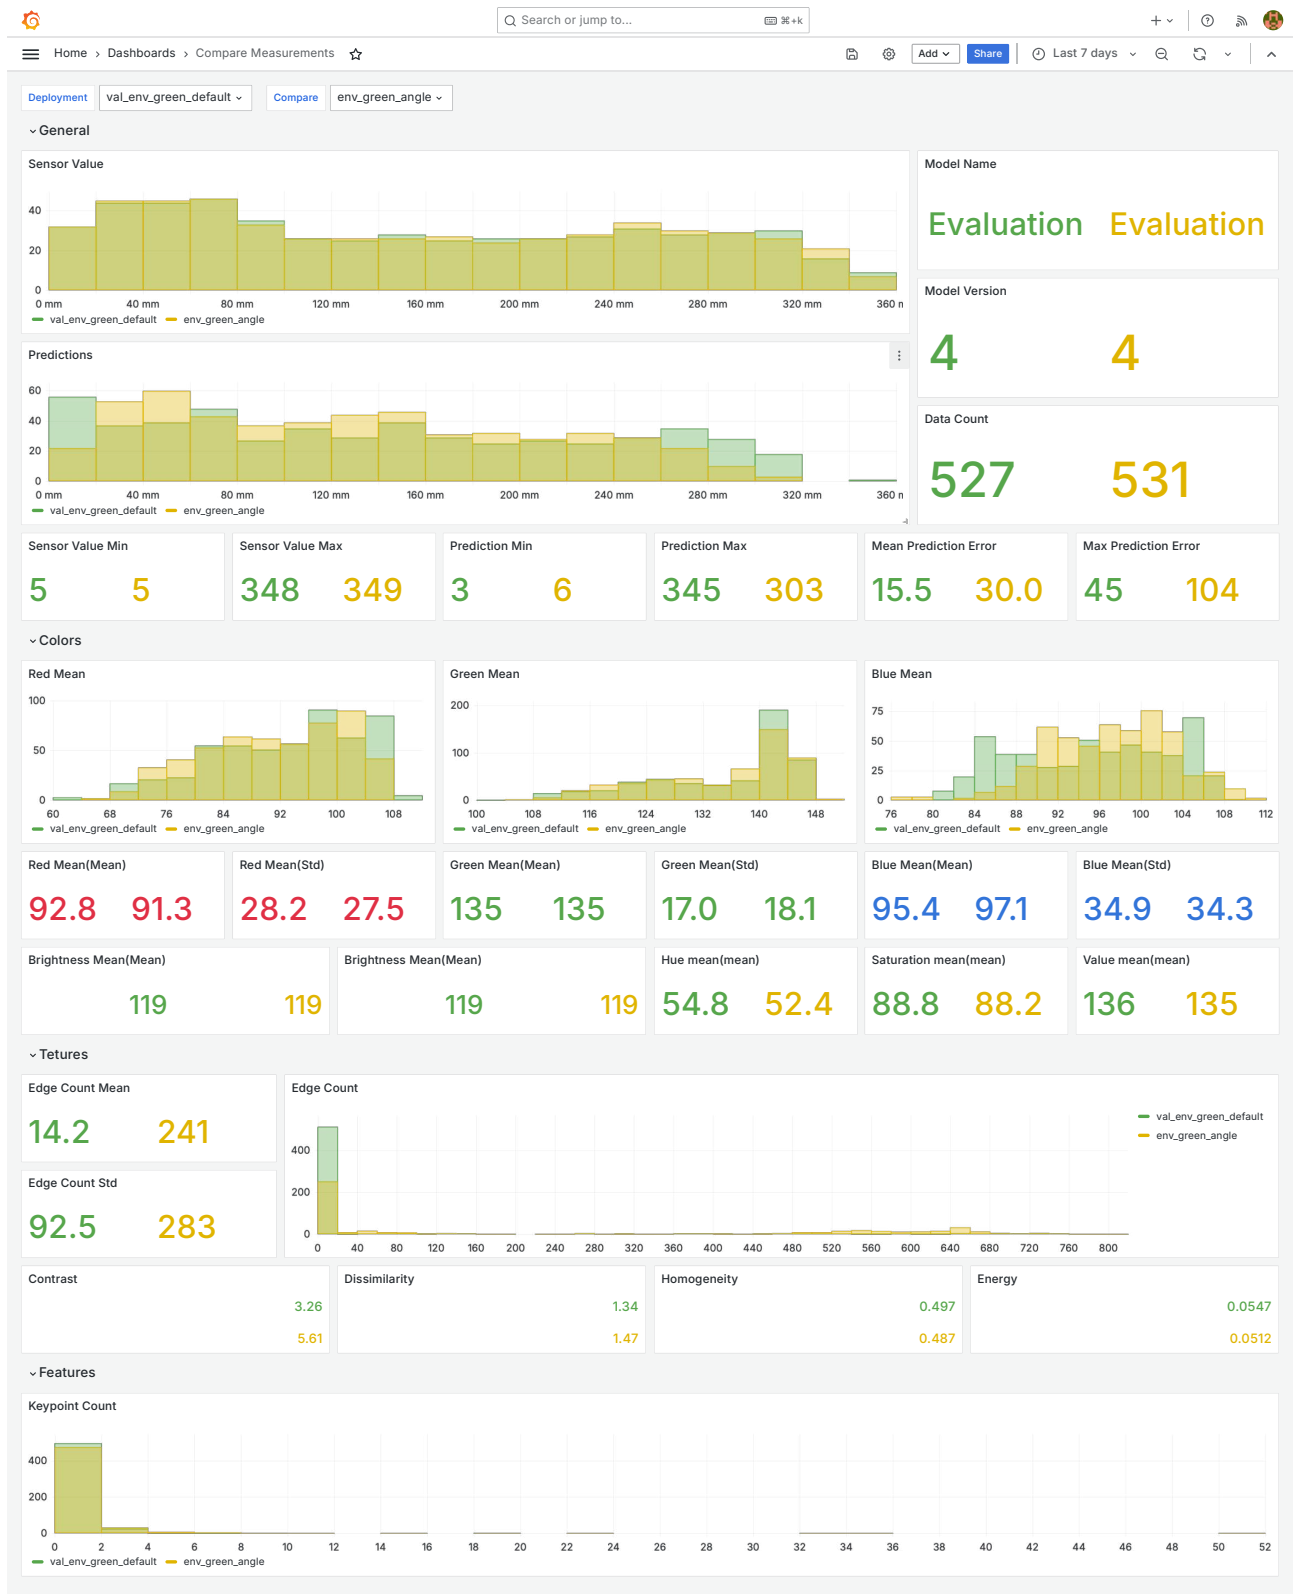 Search or jump to...
⌘+k
Home › Dashboards › Compare Measurements
Add
Share
Last 7 days
Deployment
val_env_green_default
Compare
env_green_angle
General
Sensor Value
40
20
0
0 mm 40 mm 80 mm 120 mm 160 mm 200 mm 240 mm 280 mm 320 mm 360 m
val_env_green_default env_green_angle
Model Name
Evaluation Evaluation
Model Version
4 4
Predictions
60
40
20
0
0 mm 40 mm 80 mm 120 mm 160 mm 200 mm 240 mm 280 mm 320 mm 360 m
val_env_green_default env_green_angle
Data Count
527 531
Sensor Value Min
5 5
Sensor Value Max
348 349
Prediction Min
3 6
Prediction Max
345 303
Mean Prediction Error
15.5 30.0
Max Prediction Error
45 104
Colors
Red Mean
100
50
0
60 68 76 84 92 100 108
val_env_green_default env_green_angle
Green Mean
200
100
0
100 108 116 124 132 140 148
val_env_green_default env_green_angle
Blue Mean
75
50
25
0
76 80 84 88 92 96 100 104 108 112
val_env_green_default env_green_angle
Red Mean(Mean)
92.8 91.3
Red Mean(Std)
28.2 27.5
Green Mean(Mean)
135 135
Green Mean(Std)
17.0 18.1
Blue Mean(Mean)
95.4 97.1
Blue Mean(Std)
34.9 34.3
Brightness Mean(Mean)
119 119
Brightness Mean(Mean)
119 119
Hue mean(mean)
54.8 52.4
Saturation mean(mean)
88.8 88.2
Value mean(mean)
136 135
Tetures
Edge Count Mean
14.2 241
Edge Count Std
92.5 283
Edge Count
400
200
0
0 40 80 120 160 200 240 280 320 360 400 440 480 520 560 600 640 680 720 760 800
val_env_green_default
env_green_angle
Contrast
3.26
5.61
Dissimilarity
1.34
1.47
Homogeneity
0.497
0.487
Energy
0.0547
0.0512
Features
Keypoint Count
400
200
0
0 2 4 6 8 10 12 14 16 18 20 22 24 26 28 30 32 34 36 38 40 42 44 46 48 50 52
val_env_green_default env_green_angle